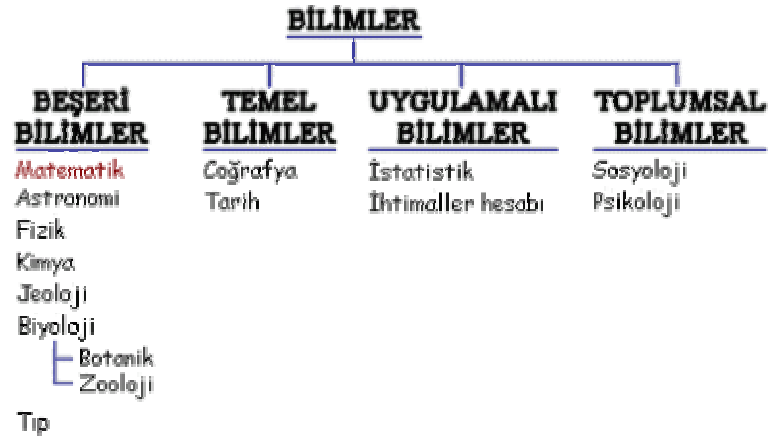 BİLİMLER
BEŞERİ
BİLİMLER
Matematik
Astronomi
Fizik
Kimya
Jeoloji
Biyoloji
Botanik
Zooloji
Tıp
TEMEL
BİLİMLER
Coğrafya
Tarih
UYGULAMALI
BİLİMLER
İstatistik
İhtimaller hesabı
TOPLUMSAL
BİLİMLER
Sosyoloji
Psikoloji